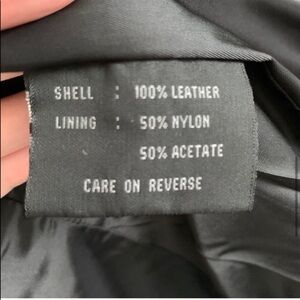 SHELL : 100% LEATHER
LINING : 50% NYLON
50% ACETATE
CARE ON REVERSE